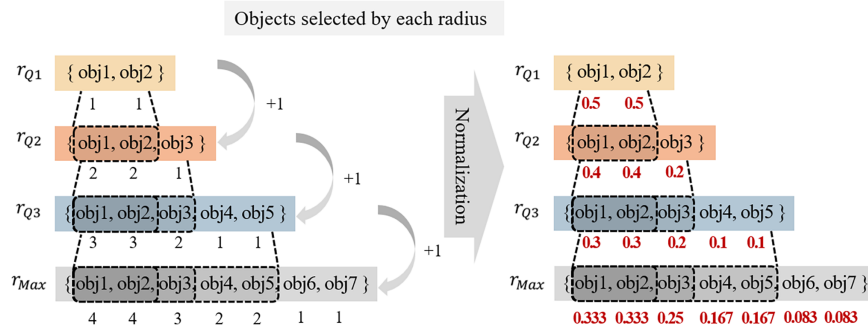 Objects selected by each radius
r_Q1 { obj1, obj2 }
1 1
+1
r_Q2 { obj1, obj2, obj3 }
2 2 1
+1
r_Q3 { obj1, obj2, obj3, obj4, obj5 }
3 3 2 1 1
+1
r_Max { obj1, obj2, obj3, obj4, obj5, obj6, obj7 }
4 4 3 2 2 1 1
Normalization
r_Q1 { obj1, obj2 }
0.5 0.5
r_Q2 { obj1, obj2, obj3 }
0.4 0.4 0.2
r_Q3 { obj1, obj2, obj3, obj4, obj5 }
0.3 0.3 0.2 0.1 0.1
r_Max { obj1, obj2, obj3, obj4, obj5, obj6, obj7 }
0.333 0.333 0.25 0.167 0.167 0.083 0.083